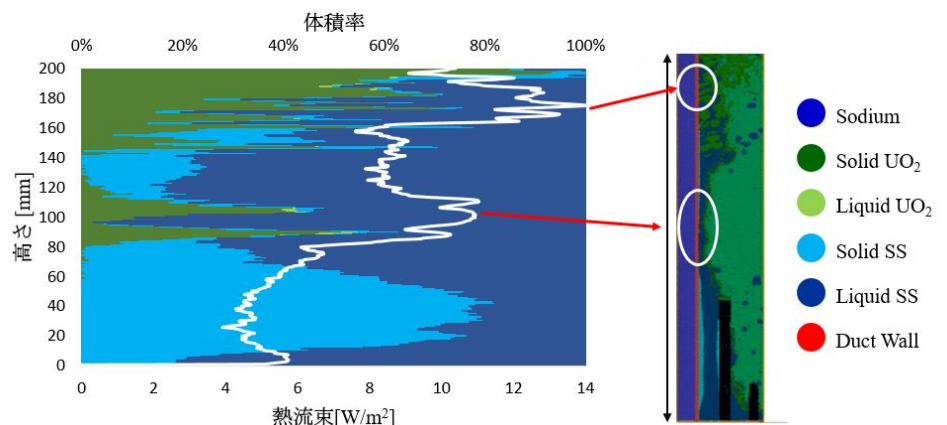 体積率
0% 20% 40% 60% 80% 100%
高さ [mm]
200
180
160
140
120
100
80
60
40
20
0
0 2 4 6 8 10 12 14
熱流束[W/m²]
Sodium
Solid UO₂
Liquid UO₂
Solid SS
Liquid SS
Duct Wall